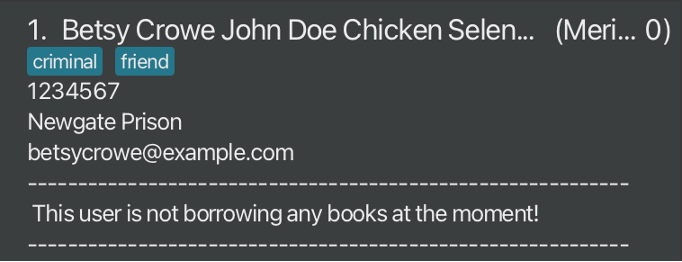 1. Betsy Crowe John Doe Chicken Selen... (Meri... 0)
criminal friend
1234567
Newgate Prison
betsycrowe@example.com
------------------------------------------------------------
This user is not borrowing any books at the moment!
------------------------------------------------------------